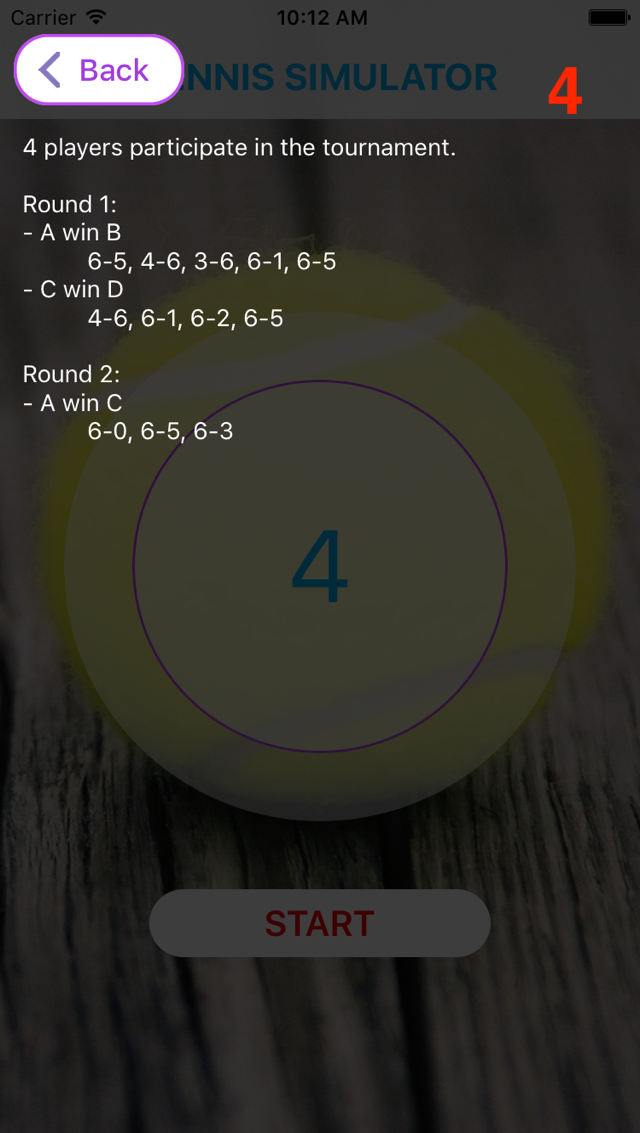 Carrier 10:12 AM
Back NNIS SIMULATOR 4
4 players participate in the tournament.
Round 1:
- A win B
6-5, 4-6, 3-6, 6-1, 6-5
- C win D
4-6, 6-1, 6-2, 6-5
Round 2:
- A win C
6-0, 6-5, 6-3
4
START